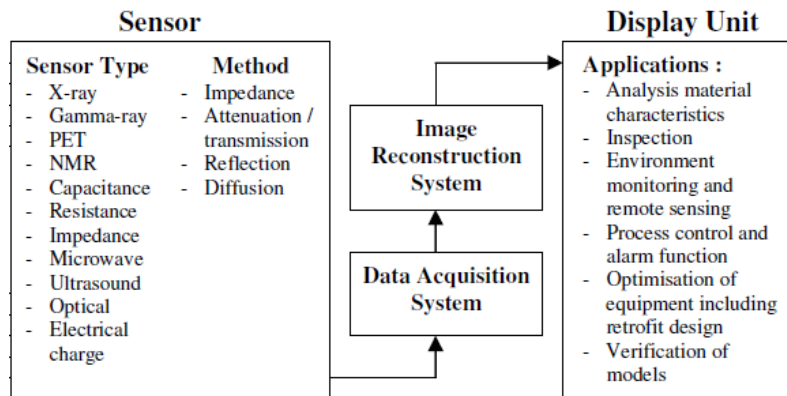 Sensor
Sensor Type
- X-ray
- Gamma-ray
- PET
- NMR
- Capacitance
- Resistance
- Impedance
- Microwave
- Ultrasound
- Optical
- Electrical
charge
Method
- Impedance
- Attenuation /
transmission
- Reflection
- Diffusion
Image
Reconstruction
System
Data Acquisition
System
Display Unit
Applications :
- Analysis material
characteristics
- Inspection
- Environment
monitoring and
remote sensing
- Process control and
alarm function
- Optimisation of
equipment including
retrofit design
- Verification of
models